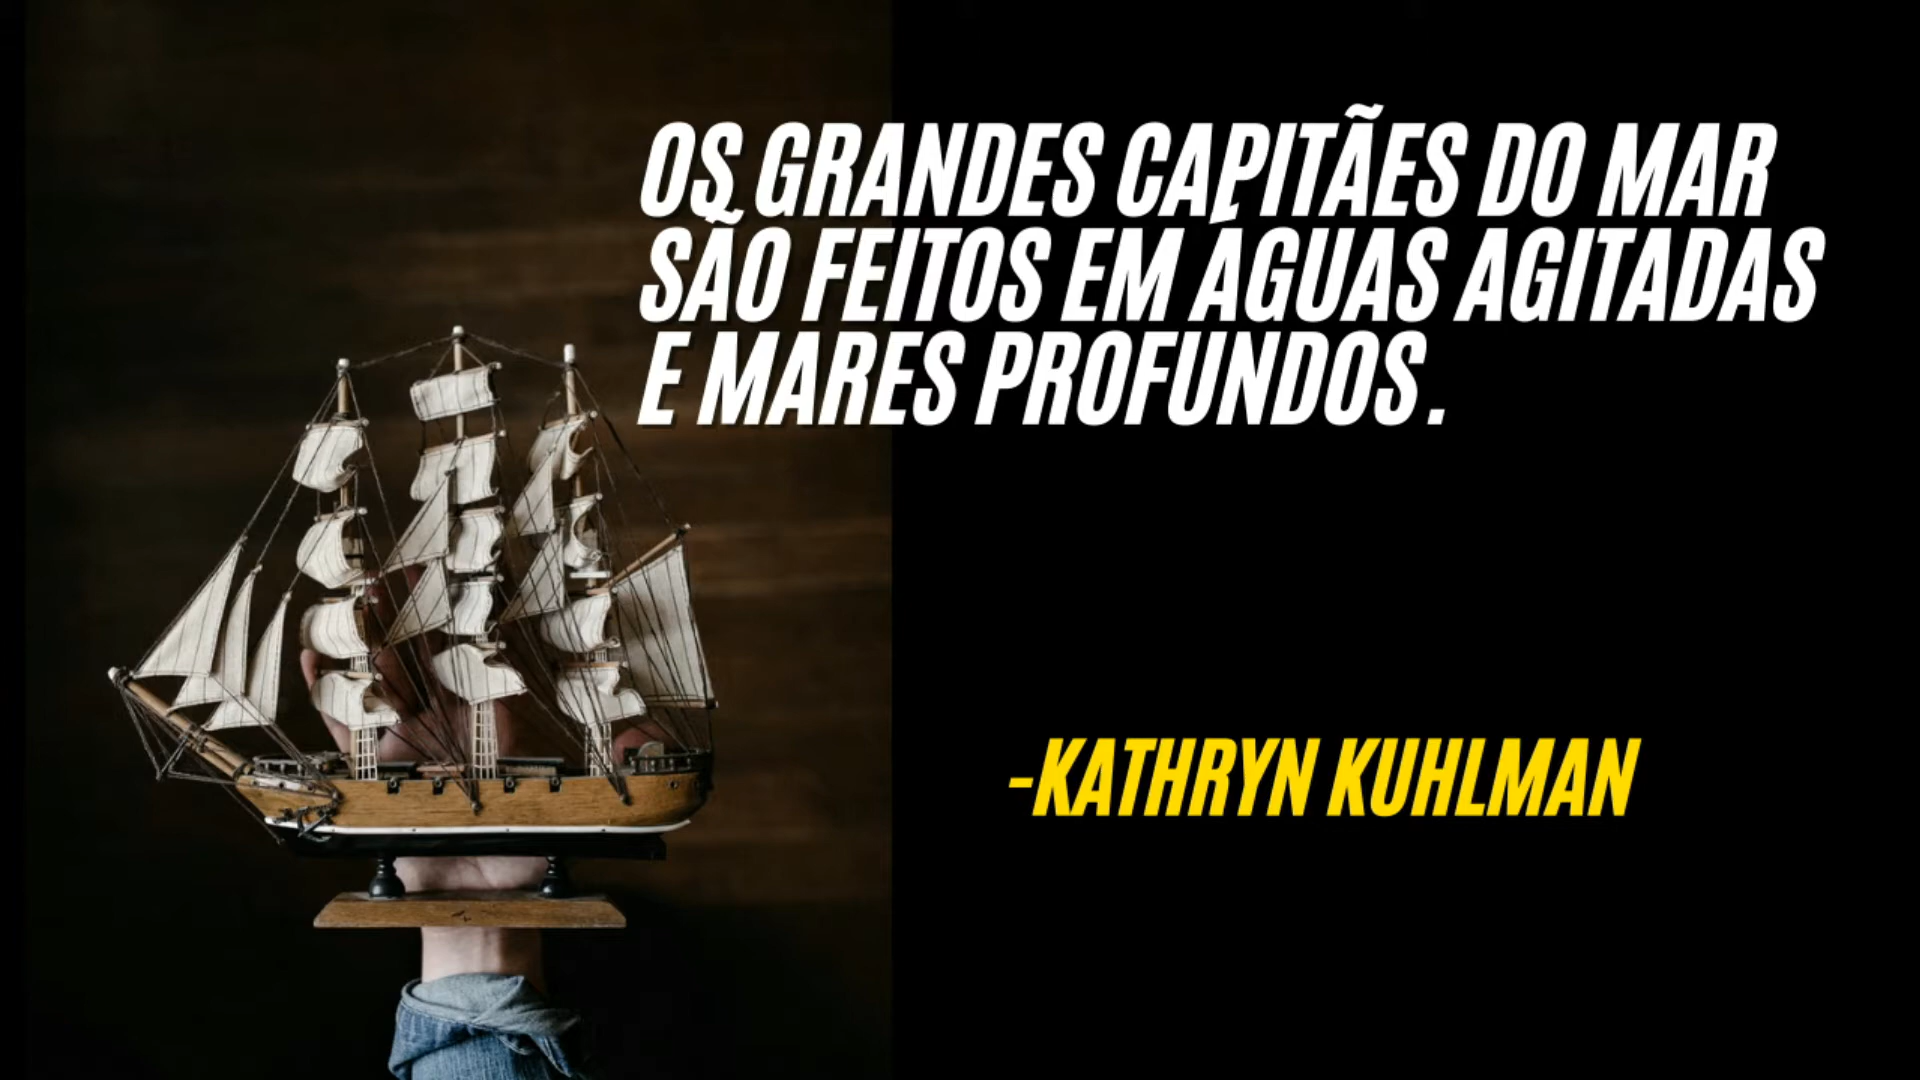 OS GRANDES CAPITÃES DO MAR
SÃO FEITOS EM ÁGUAS AGITADAS
E MARES PROFUNDOS.
-KATHRYN KUHLMAN